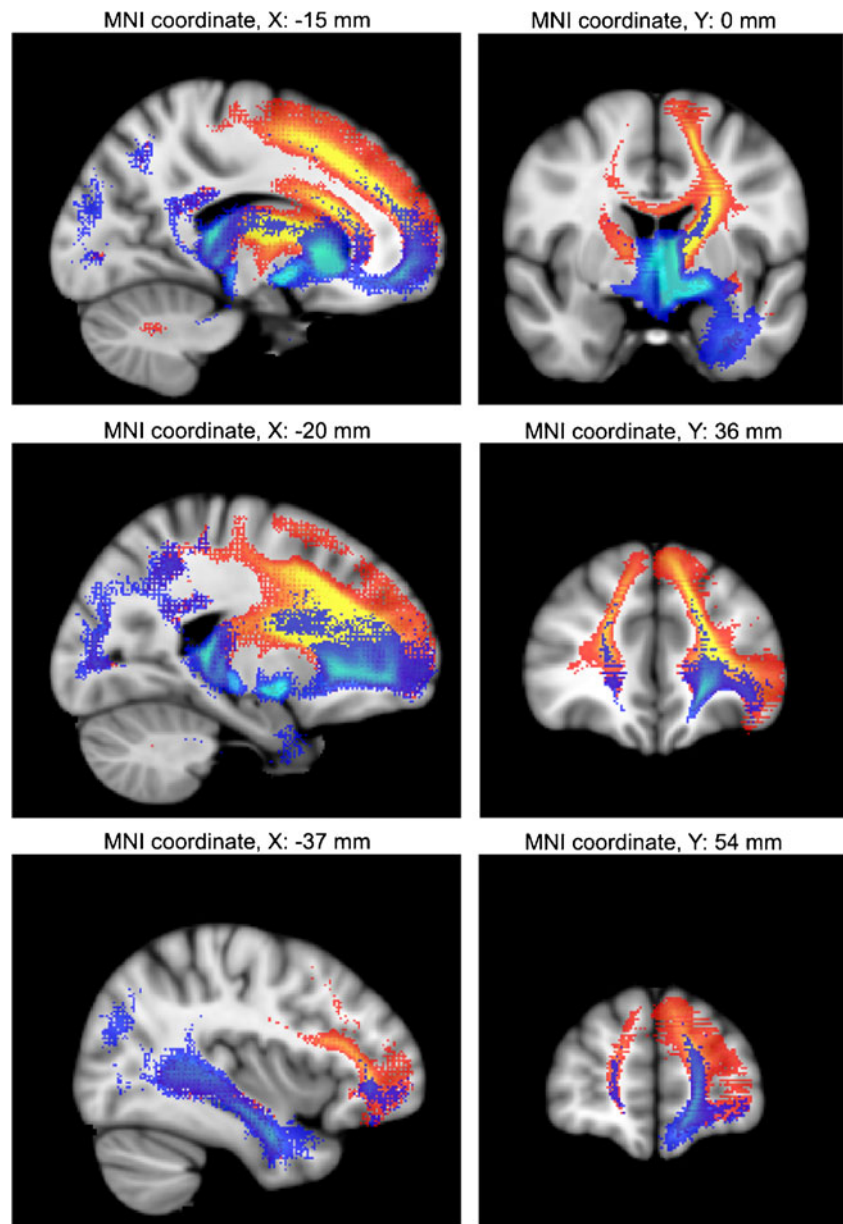 MNI coordinate, X: -15 mm
MNI coordinate, Y: 0 mm
MNI coordinate, X: -20 mm
MNI coordinate, Y: 36 mm
MNI coordinate, X: -37 mm
MNI coordinate, Y: 54 mm